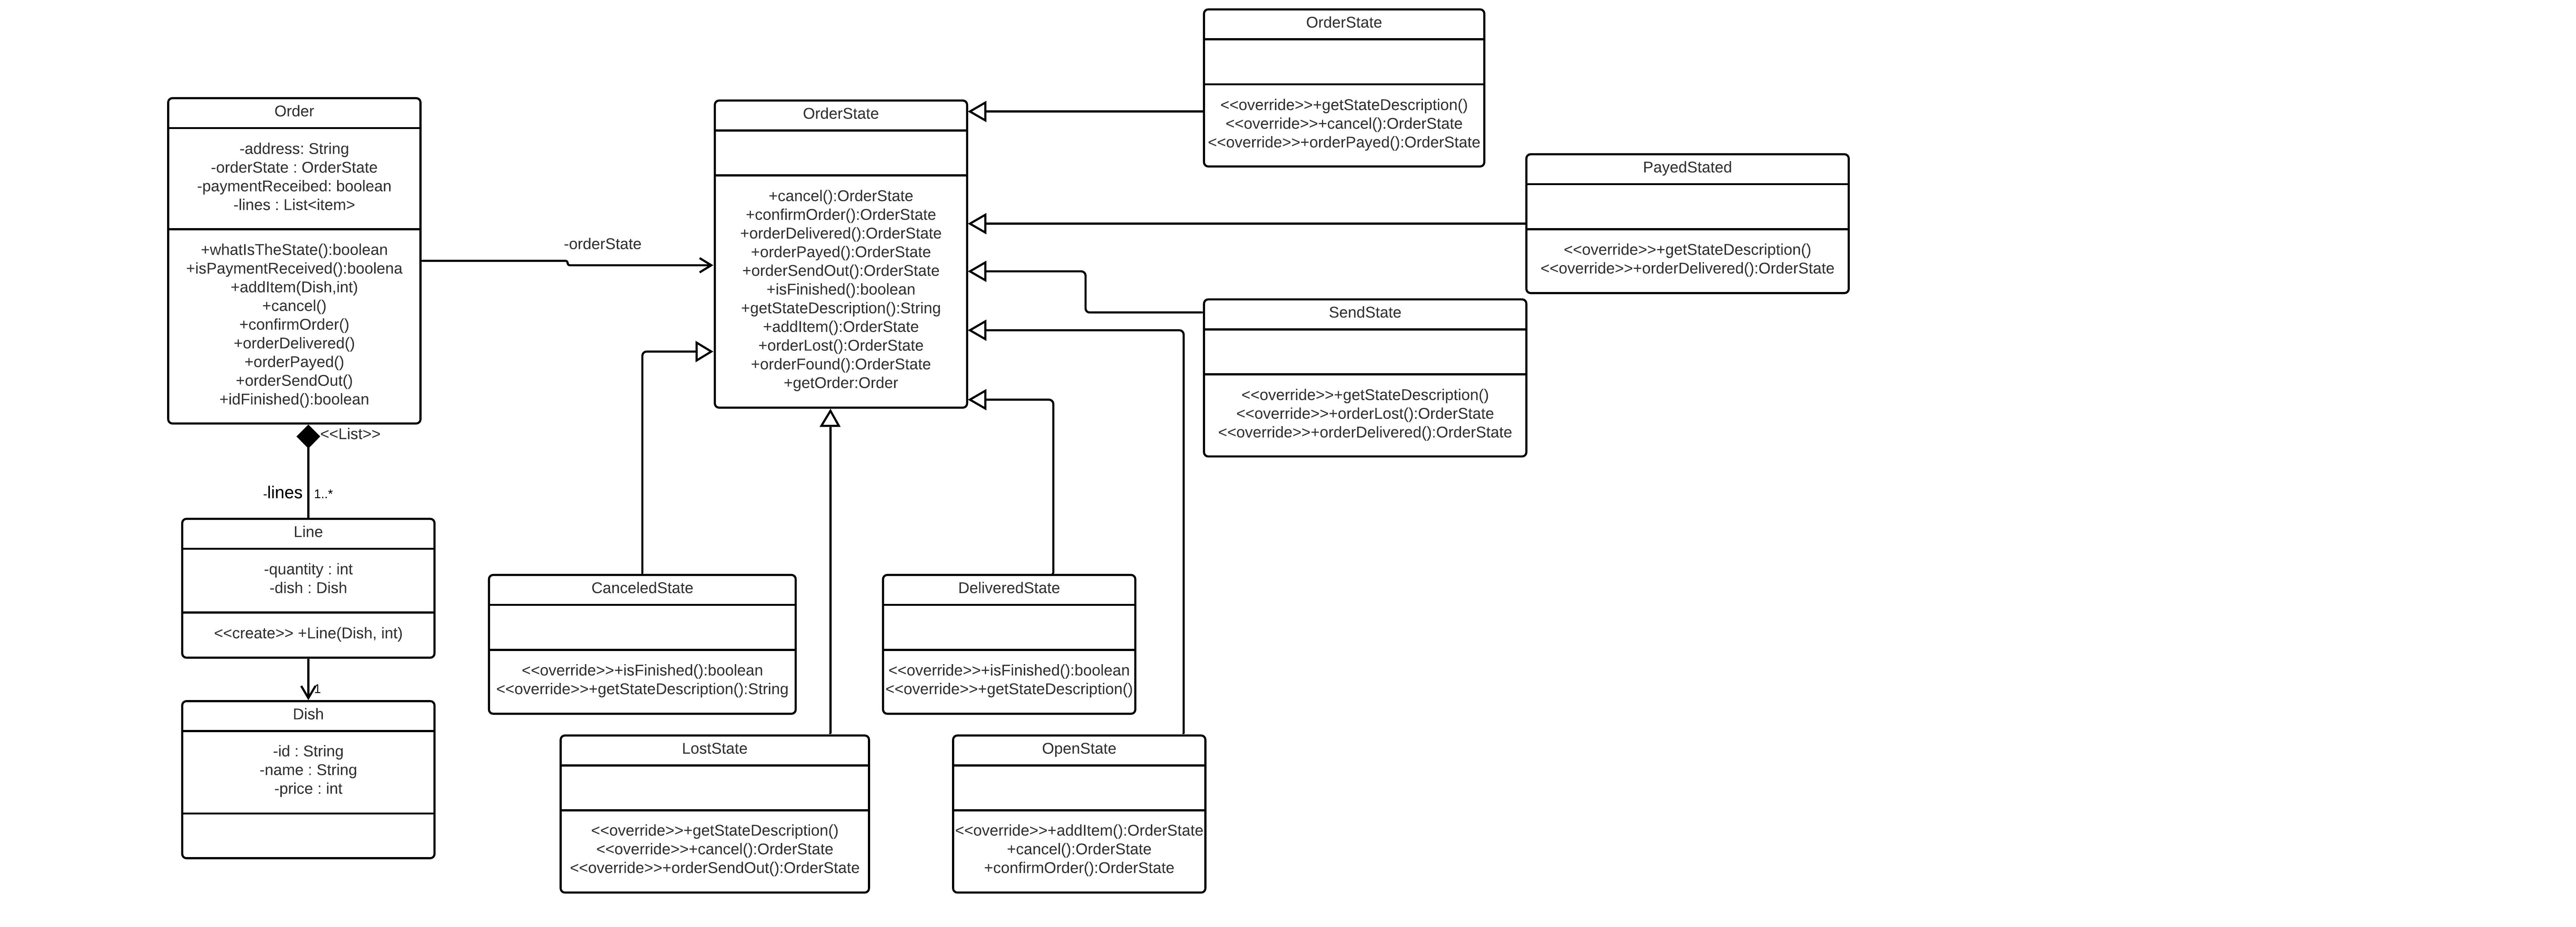 Order
-address: String
-orderState : OrderState
-paymentReceibed: boolean
-lines : List<item>
+whatIsTheState():boolean
+isPaymentReceived():boolena
+addItem(Dish,int)
+cancel()
+confirmOrder()
+orderDelivered()
+orderPayed()
+orderSendOut()
+idFinished():boolean
<<List>>
-lines 1..*
Line
-quantity : int
-dish : Dish
<<create>> +Line(Dish, int)
1
Dish
-id : String
-name : String
-price : int
-orderState
OrderState
+cancel():OrderState
+confirmOrder():OrderState
+orderDelivered():OrderState
+orderPayed():OrderState
+orderSendOut():OrderState
+isFinished():boolean
+getStateDescription():String
+addItem():OrderState
+orderLost():OrderState
+orderFound():OrderState
+getOrder:Order
OrderState
<<override>>+getStateDescription()
<<override>>+cancel():OrderState
<<override>>+orderPayed():OrderState
PayedStated
<<override>>+getStateDescription()
<<override>>+orderDelivered():OrderState
SendState
<<override>>+getStateDescription()
<<override>>+orderLost():OrderState
<<override>>+orderDelivered():OrderState
CanceledState
<<override>>+isFinished():boolean
<<override>>+getStateDescription():String
DeliveredState
<<override>>+isFinished():boolean
<<override>>+getStateDescription()
LostState
<<override>>+getStateDescription()
<<override>>+cancel():OrderState
<<override>>+orderSendOut():OrderState
OpenState
<<override>>+addItem():OrderState
+cancel():OrderState
+confirmOrder():OrderState